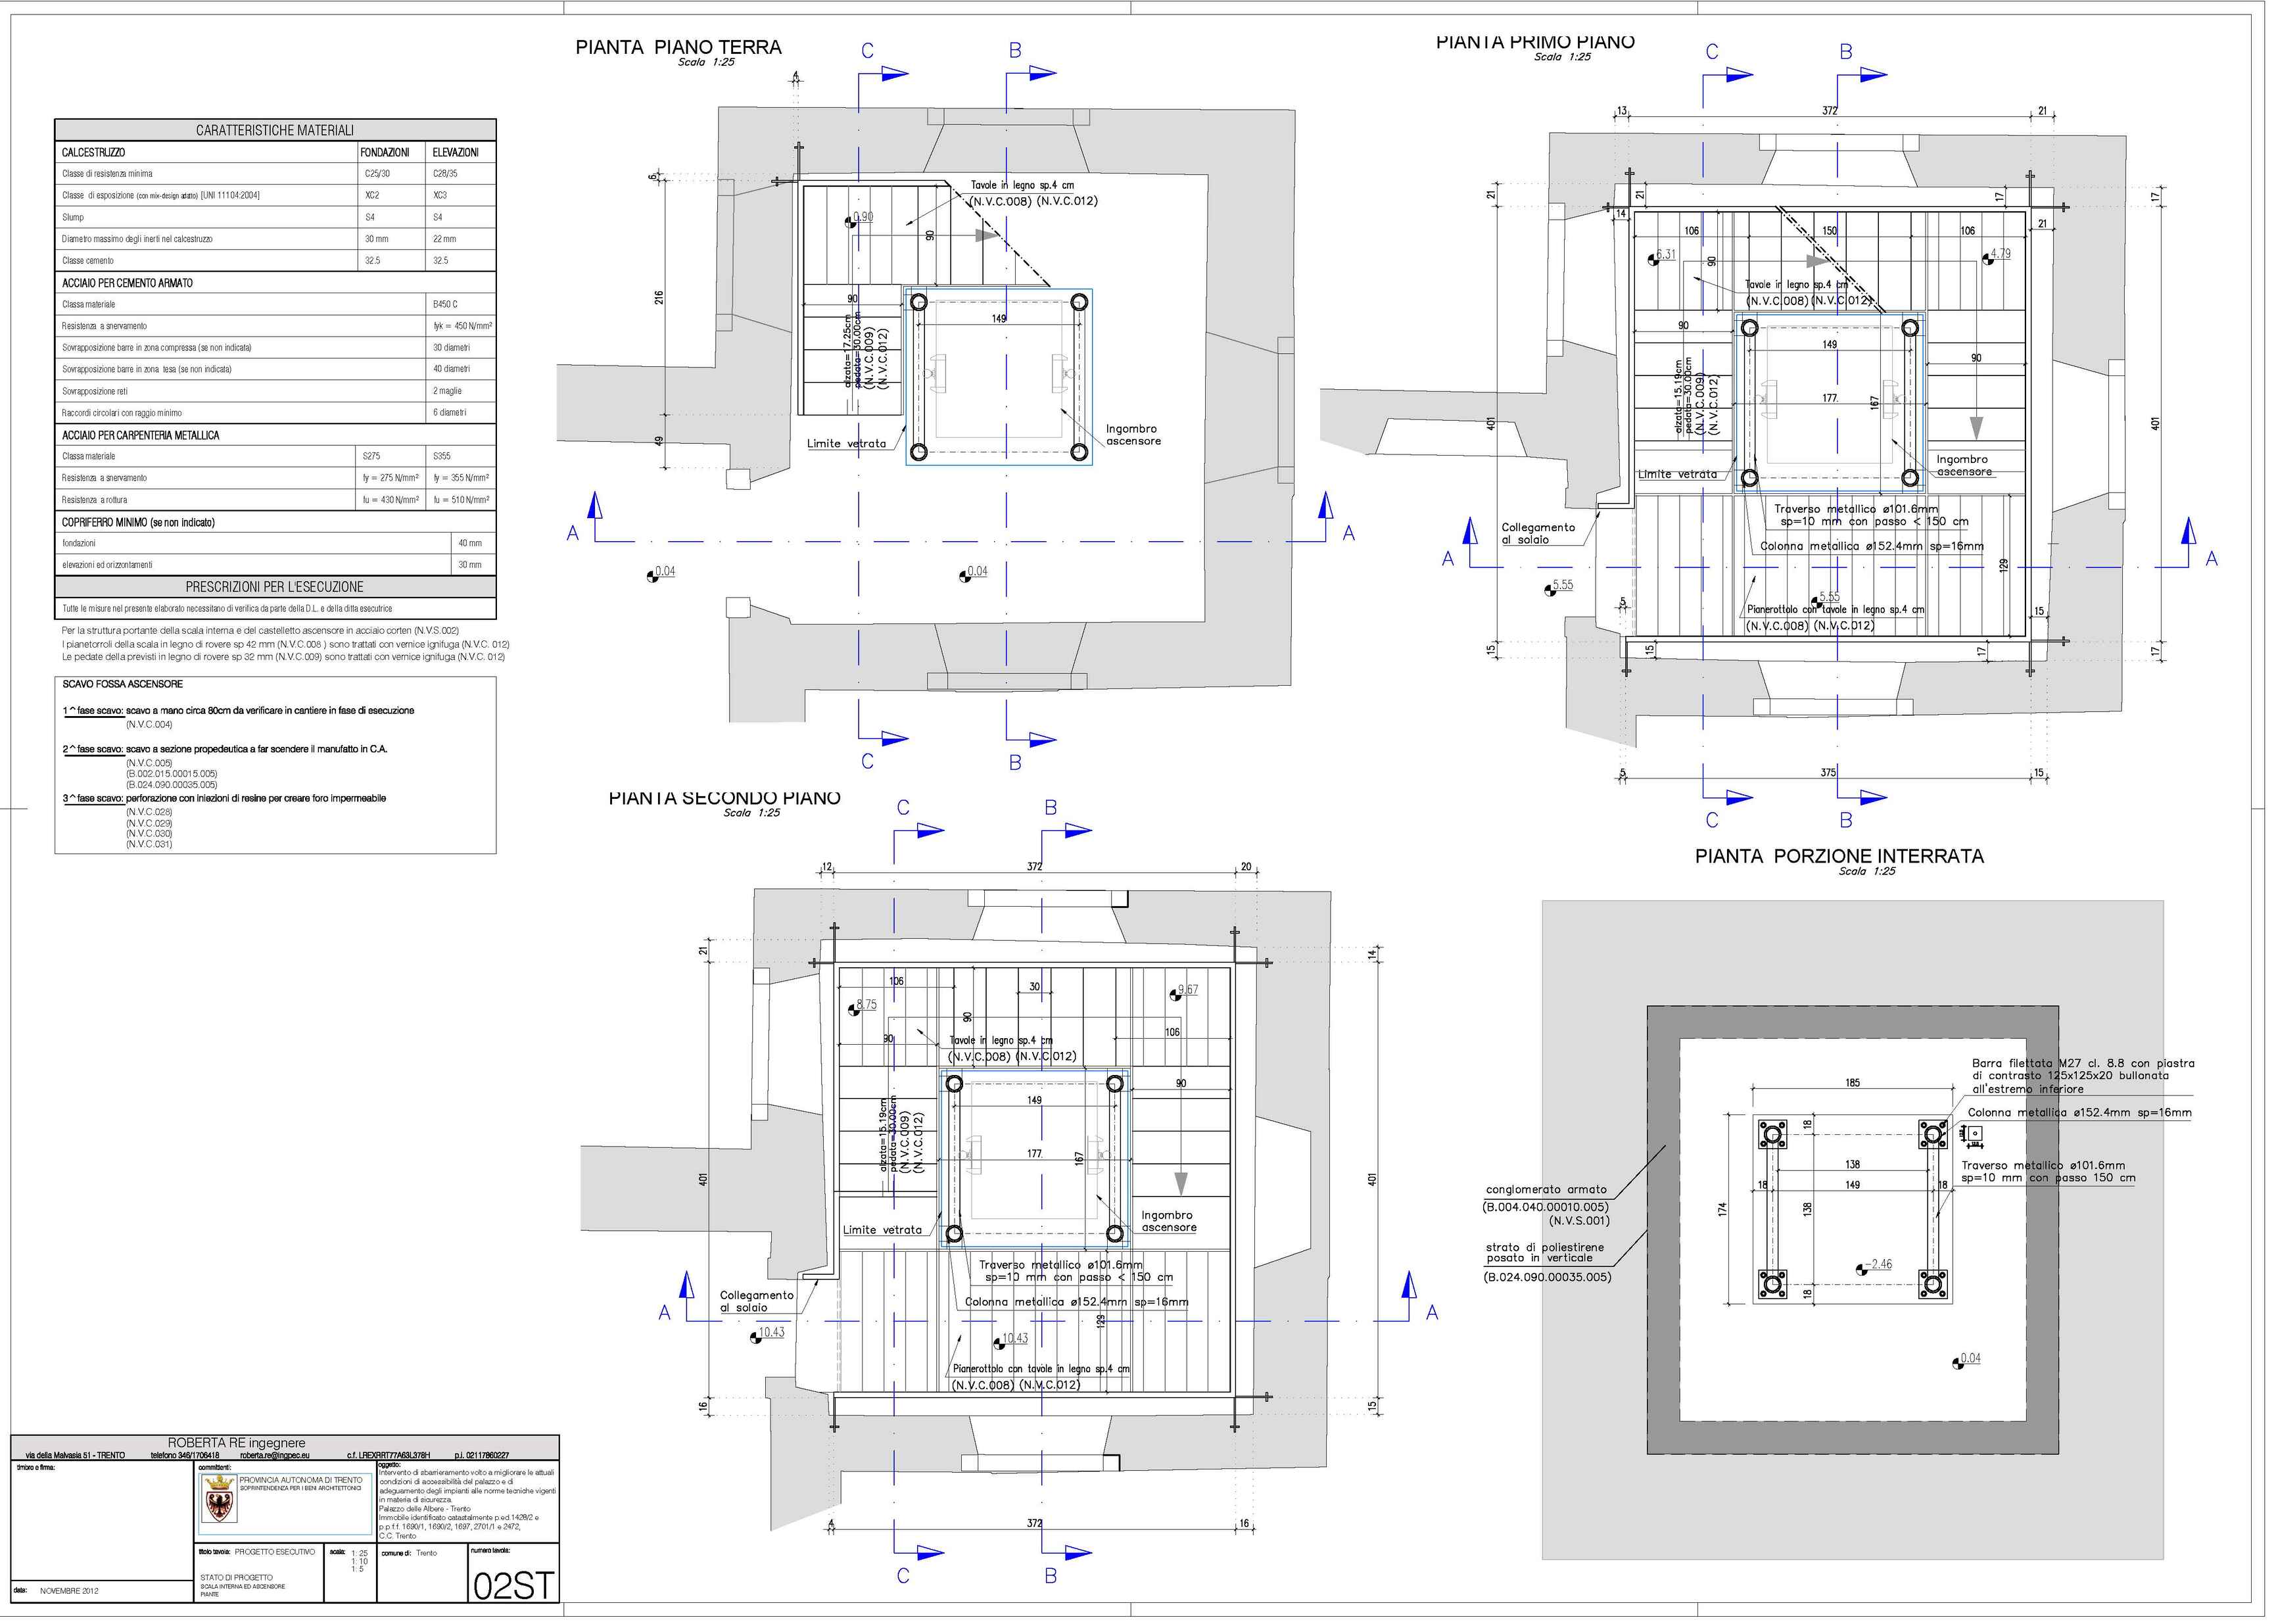 CARATTERISTICHE MATERIALI
CALCESTRUZZO FONDAZIONI ELEVAZIONI
Classe di resistenza minima C25/30 C28/35
Classe di esposizione (con mix-design adatto) [UNI 11104:2004] XC2 XC3
Slump S4 S4
Diametro massimo degli inerti nel calcestruzzo 30 mm 22 mm
Classe cemento 32.5 32.5
ACCIAIO PER CEMENTO ARMATO
Classa materiale B450 C
Resistenza a snervamento fyk = 450 N/mm²
Sovrapposizione barre in zona compressa (se non indicata) 30 diametri
Sovrapposizione barre in zona tesa (se non indicata) 40 diametri
Sovrapposizione reti 2 maglie
Raccordi circolari con raggio minimo 6 diametri
ACCIAIO PER CARPENTERIA METALLICA
Classa materiale S275 S355
Resistenza a snervamento fy = 275 N/mm² fy = 355 N/mm²
Resistenza a rottura fu = 430 N/mm² fu = 510 N/mm²
COPRIFERRO MINIMO (se non indicato)
fondazioni 40 mm
elevazioni ed orizzontamenti 30 mm
PRESCRIZIONI PER L'ESECUZIONE
Tutte le misure nel presente elaborato necessitano di verifica da parte della D.L. e della ditta esecutrice
Per la struttura portante della scala interna e del castelletto ascensore in acciaio corten (N.V.S.002)
I pianetorroli della scala in legno di rovere sp 42 mm (N.V.C.008 ) sono trattati con vernice ignifuga (N.V.C. 012)
Le pedate della previsti in legno di rovere sp 32 mm (N.V.C.009) sono trattati con vernice ignifuga (N.V.C. 012)
SCAVO FOSSA ASCENSORE
1^fase scavo: scavo a mano circa 80cm da verificare in cantiere in fase di esecuzione
(N.V.C.004)
2^fase scavo: scavo a sezione propedeutica a far scendere il manufatto in C.A.
(N.V.C.005)
(B.002.015.00015.005)
(B.024.090.00035.005)
3^fase scavo: perforazione con iniezioni di resine per creare foro impermeabile
(N.V.C.028)
(N.V.C.029)
(N.V.C.030)
(N.V.C.031)
PIANTA PIANO TERRA
Scala 1:25
C B
4
6
216
49
0.90
90
Tavole in legno sp.4 cm
(N.V.C.008) (N.V.C.012)
90
alzata=17.25cm
pedata=30.00cm
(N.V.C.009)
(N.V.C.012)
149
Limite vetrata
Ingombro
ascensore
A A
0.04 0.04
C B
PIANTA PRIMO PIANO
Scala 1:25
C B
13 372 21
21 21 17 17
14 21
106 150 106
6.31 90 4.79
Tavole in legno sp.4 cm
(N.V.C.008) (N.V.C.012)
90
149
90
alzata=15.19cm
pedata=30.00cm
(N.V.C.009)
(N.V.C.012)
177
167
401 401
Limite vetrata
Ingombro
ascensore
Traverso metallico ø101.6mm
sp=10 mm con passo < 150 cm
Colonna metallica ø152.4mm sp=16mm
Collegamento
al solaio
A A
129
5.55 5.55
Pianerottolo con tavole in legno sp.4 cm
(N.V.C.008) (N.V.C.012)
5 15
15 15 17 17
5 375 15
C B
PIANTA SECONDO PIANO
Scala 1:25
C B
12 372 20
21 14
106 30
8.75 9.67
90 90 106
Tavole in legno sp.4 cm
(N.V.C.008) (N.V.C.012)
90
149
alzata=15.19cm
pedata=30.00cm
(N.V.C.009)
(N.V.C.012)
177
167
401 401
Limite vetrata
Ingombro
ascensore
Traverso metallico ø101.6mm
sp=10 mm con passo < 150 cm
Colonna metallica ø152.4mm sp=16mm
Collegamento
al solaio
A A
129
10.43 10.43
Pianerottolo con tavole in legno sp.4 cm
(N.V.C.008) (N.V.C.012)
16 15
4 372 16
C B
PIANTA PORZIONE INTERRATA
Scala 1:25
Barra filettata M27 cl. 8.8 con piastra
di contrasto 125x125x20 bullonata
all'estremo inferiore
Colonna metallica ø152.4mm sp=16mm
Traverso metallico ø101.6mm
sp=10 mm con passo 150 cm
185
18
138
18 149 18
174
138
18
-2.46
0.04
conglomerato armato
(B.004.040.00010.005)
(N.V.S.001)
strato di poliestirene
posato in verticale
(B.024.090.00035.005)
ROBERTA RE ingegnere
via della Malvasia 51 - TRENTO telefono 346/1706418 roberta.re@ingpec.eu c.f. LREXRRT77A63L378H p.i. 02117860227
timbro e firma:
committenti:
PROVINCIA AUTONOMA DI TRENTO
SOPRINTENDENZA PER I BENI ARCHITETTONICI
oggetto:
Intervento di sbarrieramento volto a migliorare le attuali
condizioni di accessibilità del palazzo e di
adeguamento degli impianti alle norme tecniche vigenti
in materia di sicurezza.
Palazzo delle Albere - Trento
Immobile identificato catastalmente p.ed.1428/2 e
p.p.f.f. 1690/1, 1690/2, 1697, 2701/1 e 2472,
C.C. Trento
titolo tavola: PROGETTO ESECUTIVO
STATO DI PROGETTO
SCALA INTERNA ED ASCENSORE
PIANTE
scala: 1: 25
1: 10
1: 5
comune di: Trento
numero tavola:
02ST
data: NOVEMBRE 2012